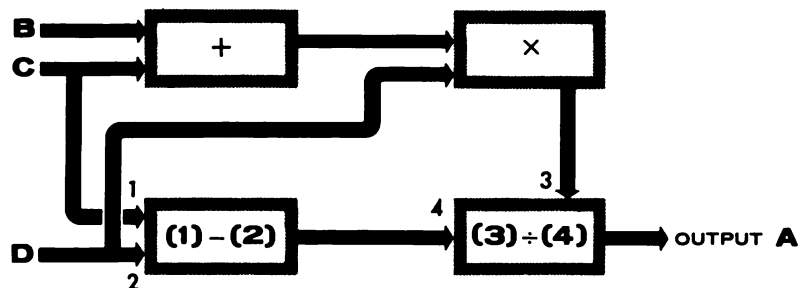 B
C
+
×
1
3
4
D
(1) – (2)
(3) ÷ (4)
OUTPUT A
2